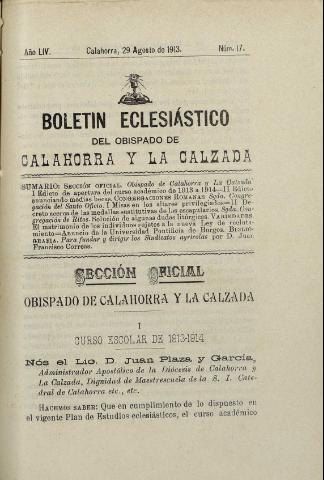 Año LIV. Calahorra, 29 Agosto de 1913. Núm. 17.
BOLETIN ECLESIÁSTICO
DEL OBISPADO DE
CALAHORRA Y LA CALZADA
SUMARIO: SECCIÓN OFICIAL. Obispado de Calahorra y La Calzada:
I Edicto de apertura del curso académico de 1913 a 1914—II Edicto
anunciando medias becas. CONGREGACIONES ROMANAS. Sgda. Congre-
gación del Santo Oficio. I Misas en los altares privilegiados—II De-
creto acerca de las medallas sustitutivas de los escapularios. Sgda. Con-
gregación de Ritos. Solución de algunas dudas litúrgicas. VARIEDADES.
El matrimonio de los individuos sujetos a la nueva Ley de recluta-
miento—Anuncio de la Universidad Pontificia de Burgos. BIBLIO-
GRAFIA. Para fundar y dirigir los Sindicatos agrícolas por D. Juan
Francisco Correas.
SECCIÓN OFICIAL
OBISPADO DE CALAHORRA Y LA CALZADA
I
CURSO ESCOLAR DE 1913-1914
Nós el Lic. D. Juan Plaza y García,
Administrador Apostólico de la Diócesis de Calahorra y
La Calzada, Dignidad de Maestrescuela de la S. I. Cate-
dral de Calahorra etc., etc.
HACEMOS SABER: Que en cumplimiento de lo dispuesto en
el vigente Plan de Estudios eclesiásticos, el curso académico